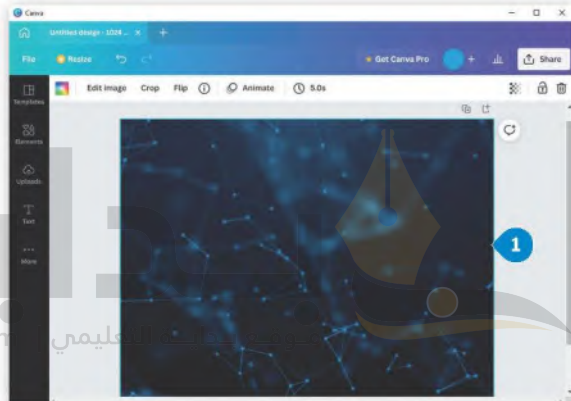 Canva
Untitled design - 1024 ...
File
Resize
Get Canva Pro
Share
Edit image
Crop
Flip
Animate
5.0s
Templates
Elements
Uploads
Text
More
1